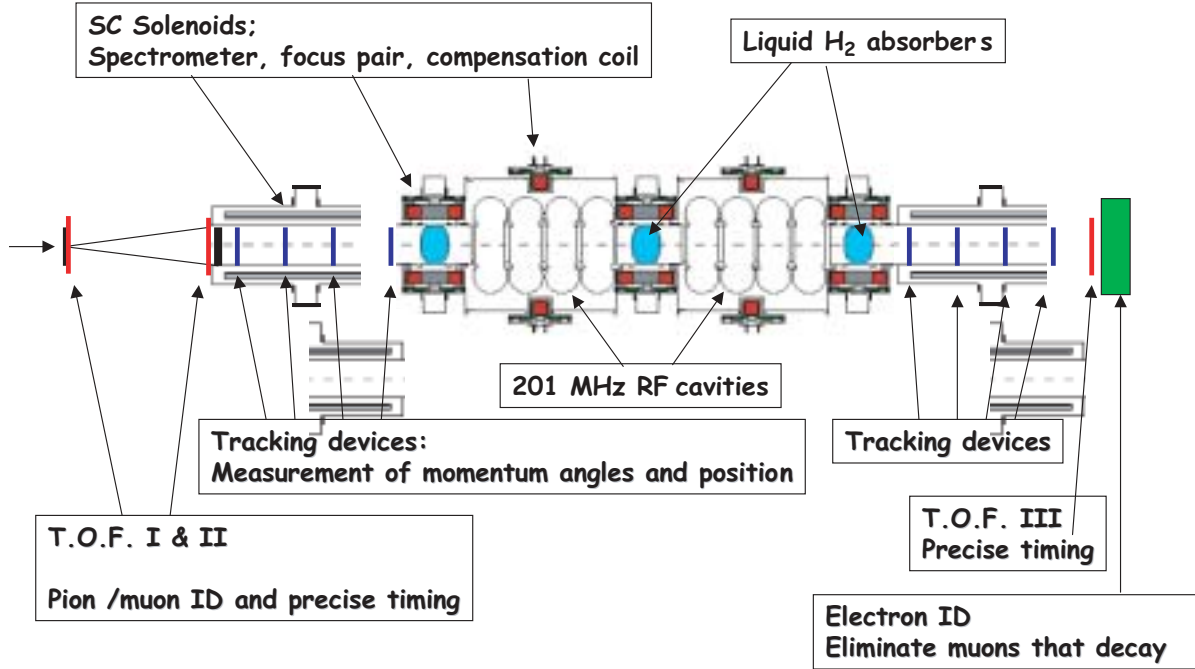 SC Solenoids;
Spectrometer, focus pair, compensation coil
Liquid H₂ absorbers
201 MHz RF cavities
Tracking devices:
Measurement of momentum angles and position
Tracking devices
T.O.F. I & II
Pion /muon ID and precise timing
T.O.F. III
Precise timing
Electron ID
Eliminate muons that decay